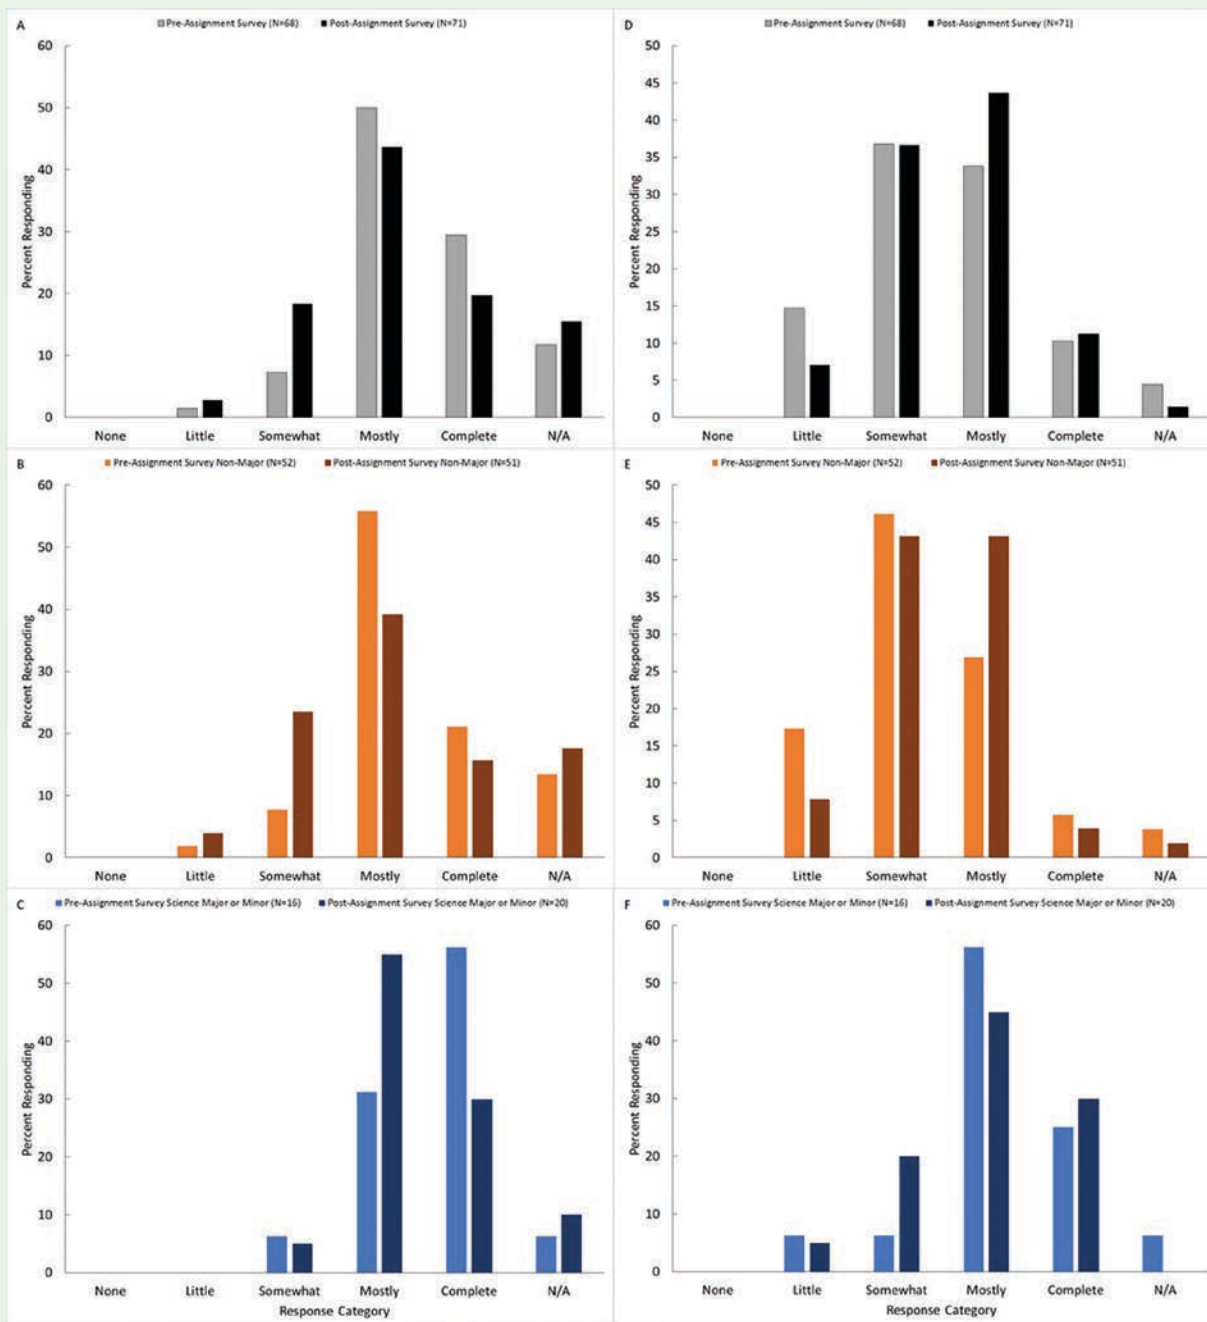 A
Pre-Assignment Survey (N=68) Post-Assignment Survey (N=71)
60
50
40
30
20
10
0
Percent Responding
None Little Somewhat Mostly Complete N/A
D
Pre-Assignment Survey (N=68) Post-Assignment Survey (N=71)
50
45
40
35
30
25
20
15
10
5
0
Percent Responding
None Little Somewhat Mostly Complete N/A
B
Pre-Assignment Survey Non-Major (N=52) Post-Assignment Survey Non-Major (N=51)
60
50
40
30
20
10
0
Percent Responding
None Little Somewhat Mostly Complete N/A
E
Pre-Assignment Survey Non-Major (N=52) Post-Assignment Survey Non-Major (N=51)
50
45
40
35
30
25
20
15
10
5
0
Percent Responding
None Little Somewhat Mostly Complete N/A
C
Pre-Assignment Survey Science Major or Minor (N=16) Post-Assignment Survey Science Major or Minor (N=20)
60
50
40
30
20
10
0
Percent Responding
None Little Somewhat Mostly Complete N/A
Response Category
F
Pre-Assignment Survey Science Major or Minor (N=16) Post-Assignment Survey Science Major or Minor (N=20)
60
50
40
30
20
10
0
Percent Responding
None Little Somewhat Mostly Complete N/A
Response Category